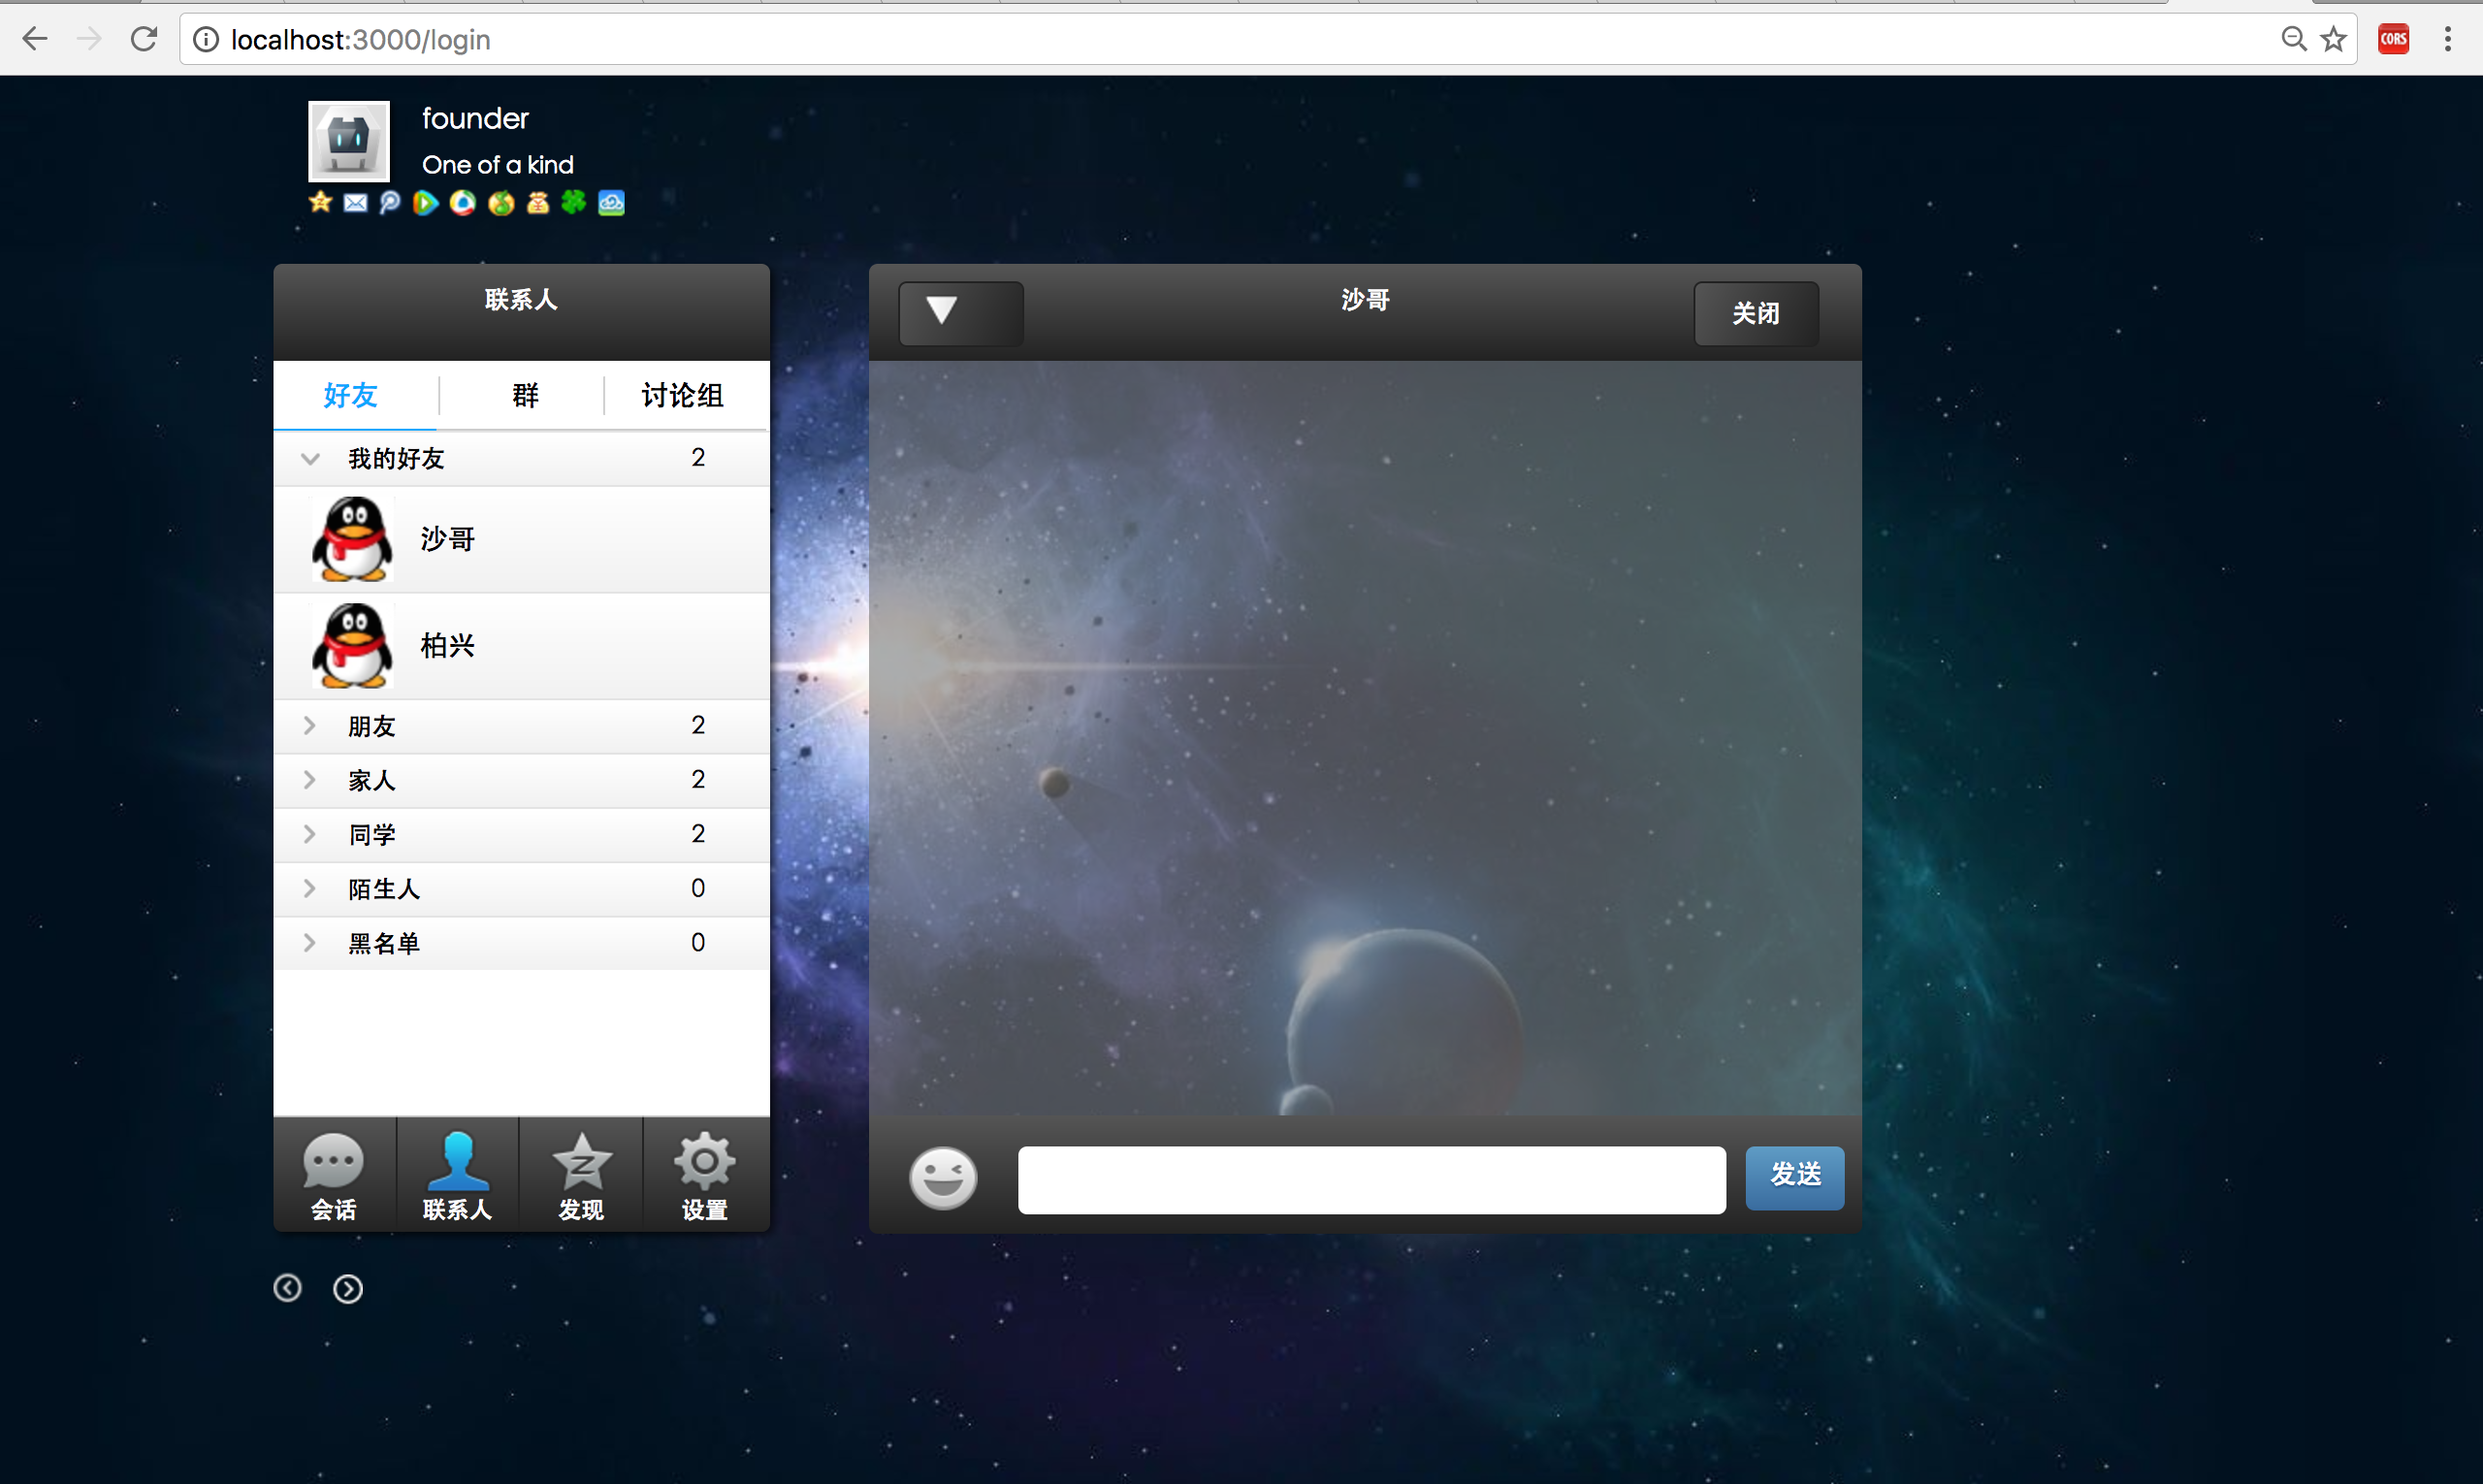 localhost:3000/login
CORS
founder
One of a kind
联系人
好友 群 讨论组
我的好友 2
沙哥
柏兴
朋友 2
家人 2
同学 2
陌生人 0
黑名单 0
会话 联系人 发现 设置
沙哥 关闭
发送